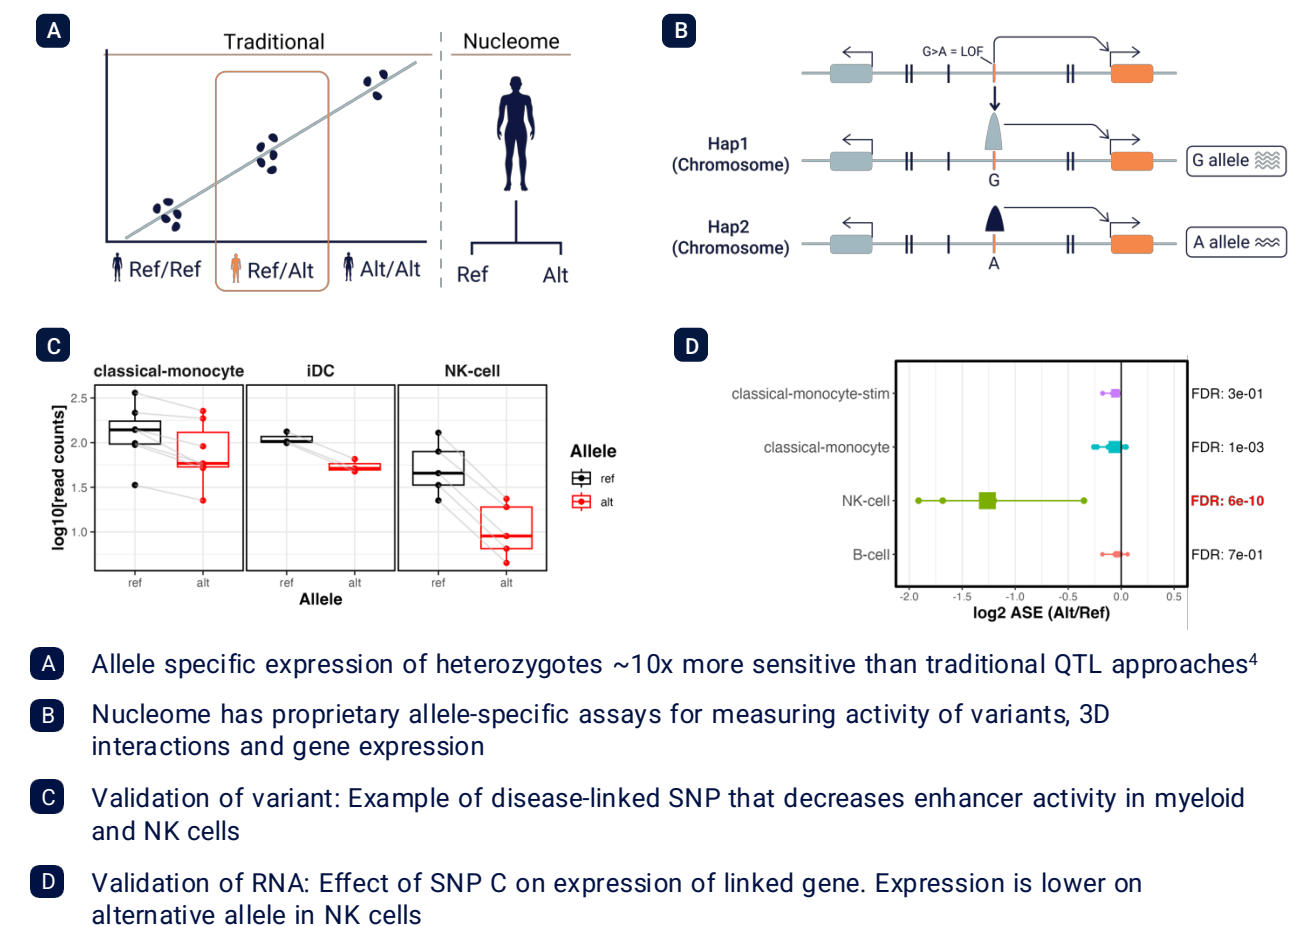 A
Traditional
Nucleome
Ref/Ref
Ref/Alt
Alt/Alt
Ref
Alt
B
G>A = LOF
Hap1
(Chromosome)
G
G allele
Hap2
(Chromosome)
A
A allele
C
classical-monocyte
iDC
NK-cell
log10[read counts]
2.5
2.0
1.5
1.0
ref
alt
ref
alt
ref
alt
Allele
Allele
ref
alt
D
classical-monocyte-stim
FDR: 3e-01
classical-monocyte
FDR: 1e-03
NK-cell
FDR: 6e-10
B-cell
FDR: 7e-01
-2.0
-1.5
-1.0
-0.5
0.0
0.5
log2 ASE (Alt/Ref)
A
Allele specific expression of heterozygotes ~10x more sensitive than traditional QTL approaches⁴
B
Nucleome has proprietary allele-specific assays for measuring activity of variants, 3D
interactions and gene expression
C
Validation of variant: Example of disease-linked SNP that decreases enhancer activity in myeloid
and NK cells
D
Validation of RNA: Effect of SNP C on expression of linked gene. Expression is lower on
alternative allele in NK cells